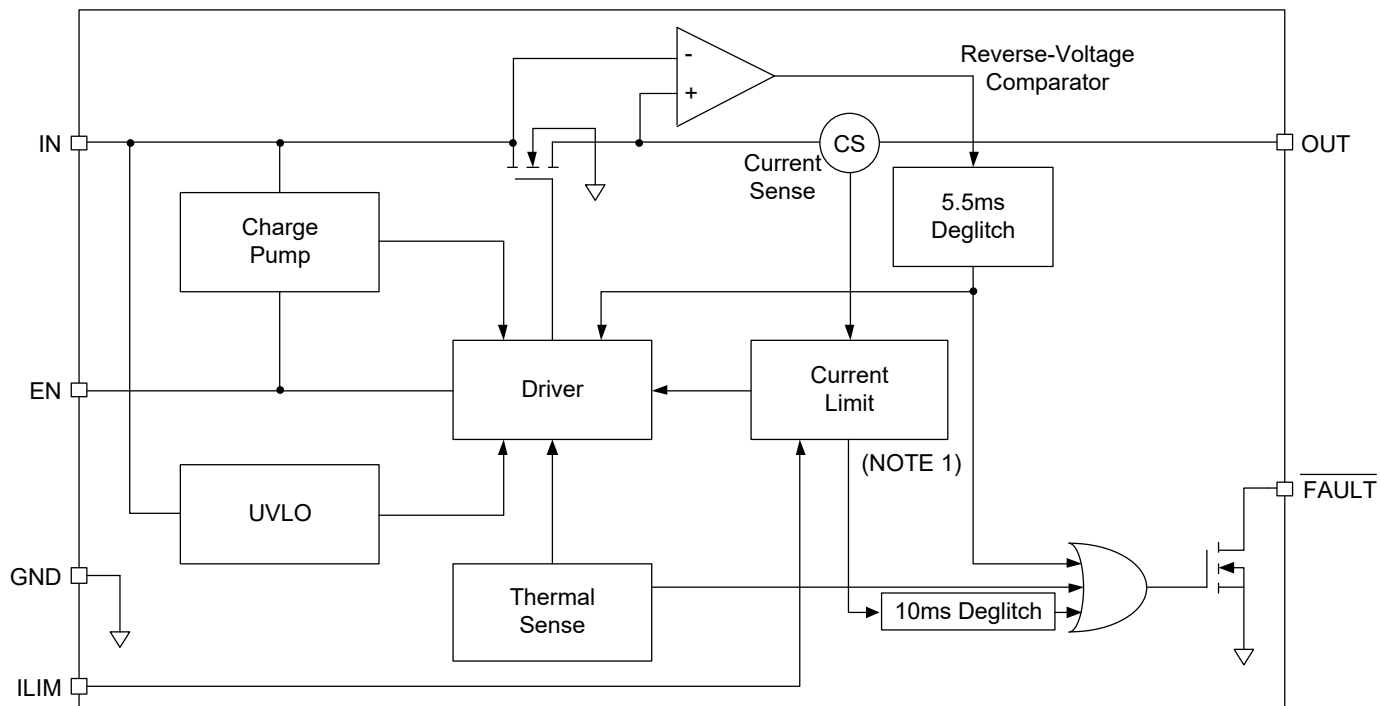 -
Reverse-Voltage
Comparator
+
IN
CS
OUT
Current
Sense
Charge
Pump
5.5ms
Deglitch
EN
Driver
Current
Limit
(NOTE 1)
UVLO
FAULT
GND
Thermal
Sense
10ms Deglitch
ILIM